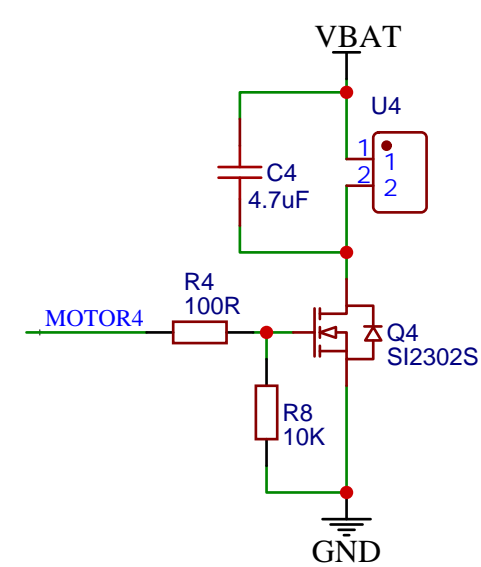 VBAT
U4
1
1
2
2
C4
4.7uF
R4
100R
MOTOR4
Q4
SI2302S
R8
10K
GND